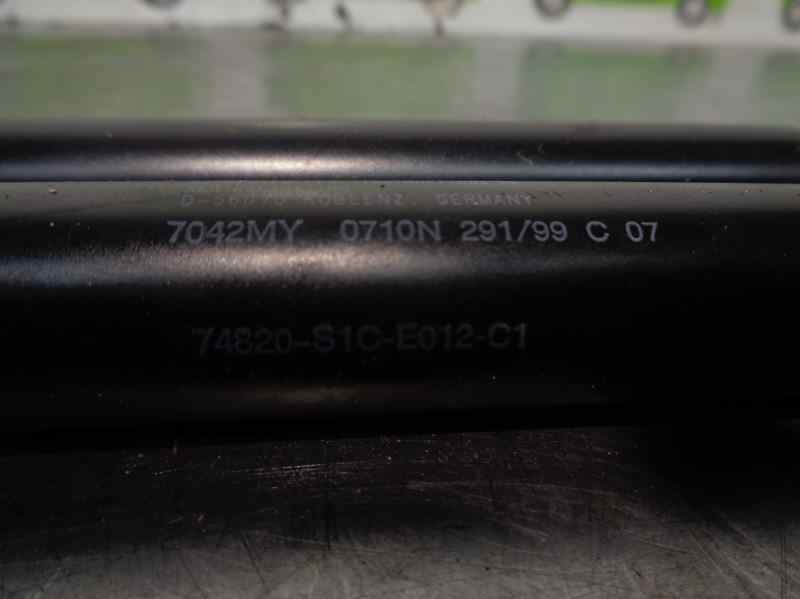 D-56070 KOBLENZ, GERMANY
7042MY 0710N 291/99 C 07
74820-S1C-E012-C1